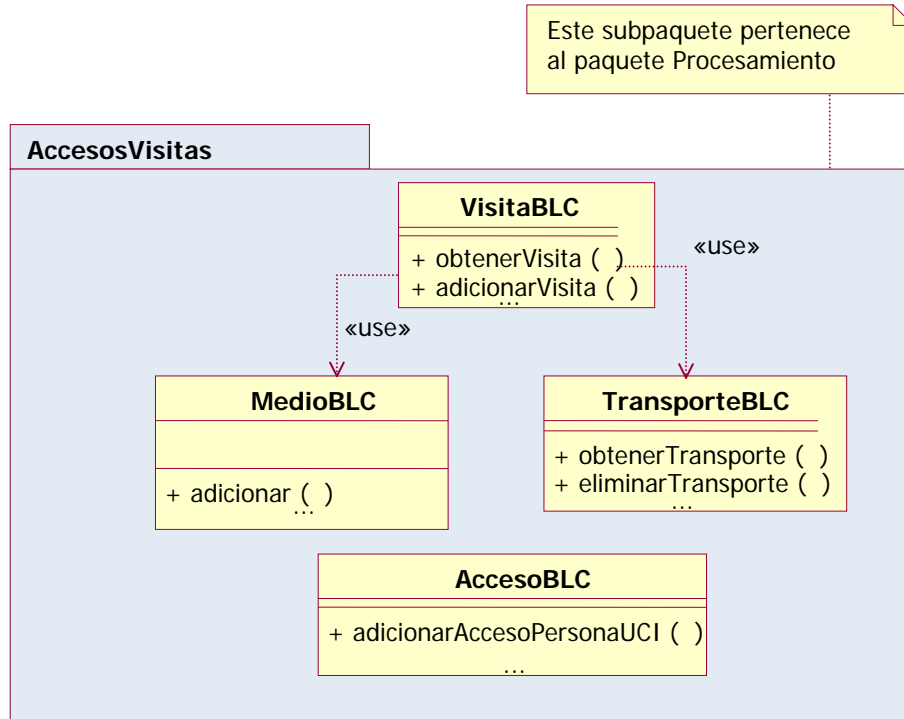 Este subpaquete pertenece
al paquete Procesamiento
AccesosVisitas
VisitaBLC
+ obtenerVisita ( )
+ adicionarVisita ( )
...
«use»
«use»
MedioBLC
+ adicionar ( )
...
TransporteBLC
+ obtenerTransporte ( )
+ eliminarTransporte ( )
...
AccesoBLC
+ adicionarAccesoPersonaUCI ( )
...